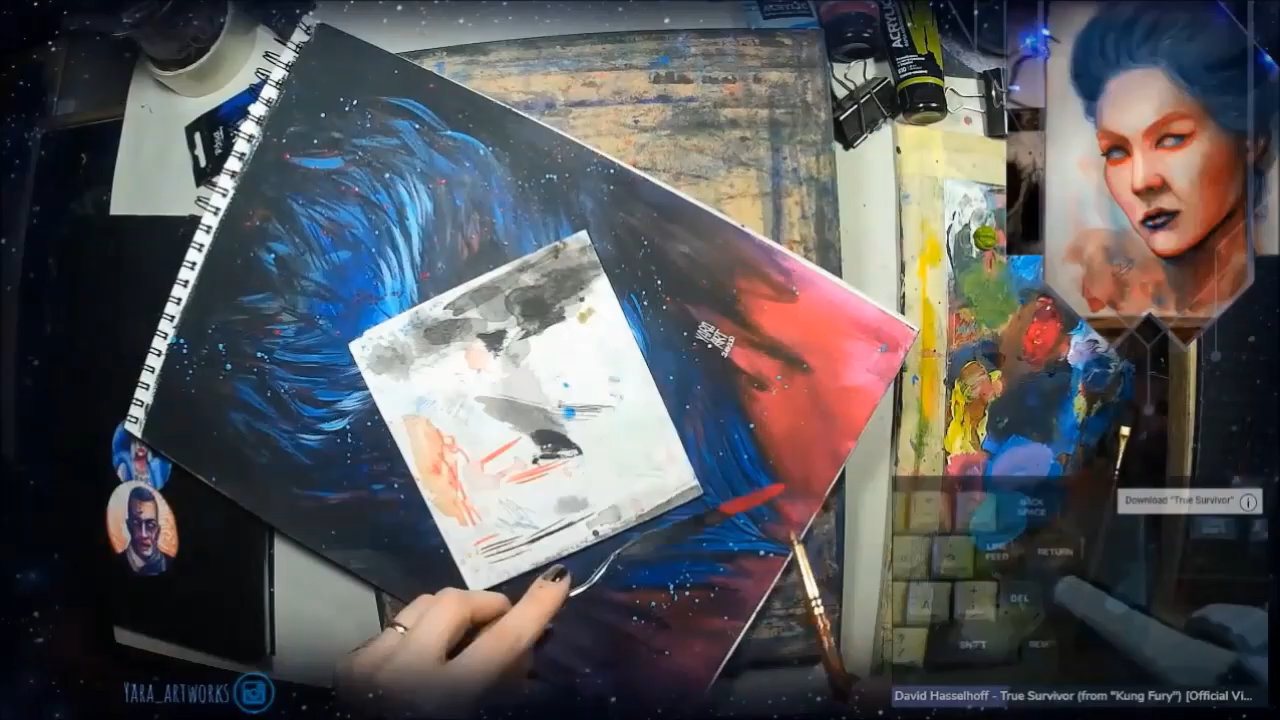 ACRYLIC
BACK
SPACE
LINE
FEED
RETURN
DEL
Download "True Survivor"
YARA_ARTWORKS
David Hasselhoff - True Survivor (from "Kung Fury") [Official Vi...